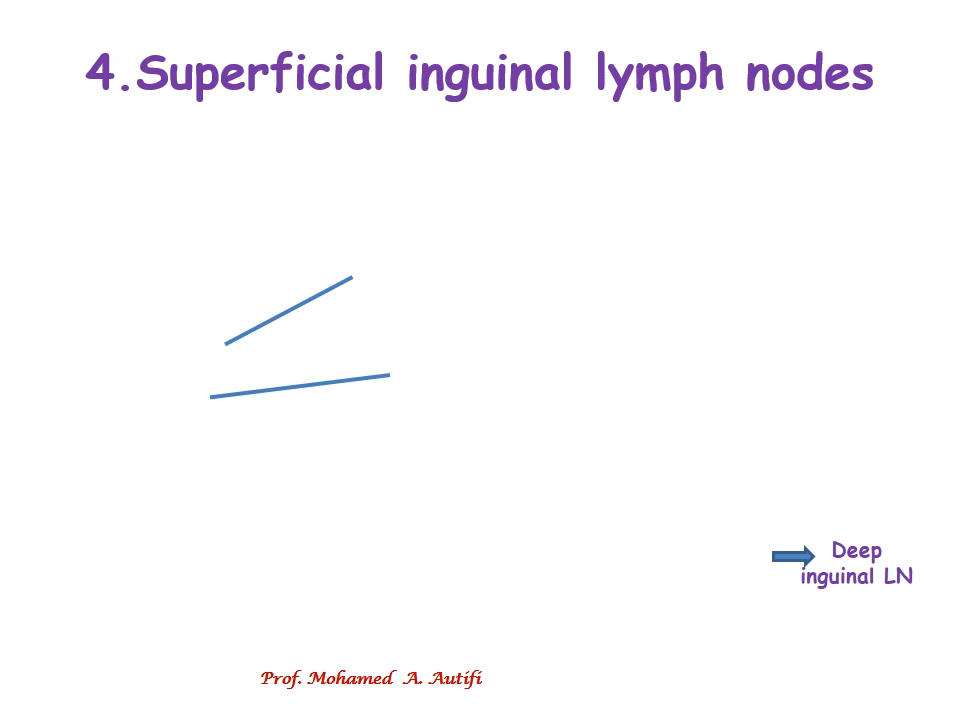 4.Superficial inguinal lymph nodes
Deep
inguinal LN
Prof. Mohamed A. Autifi